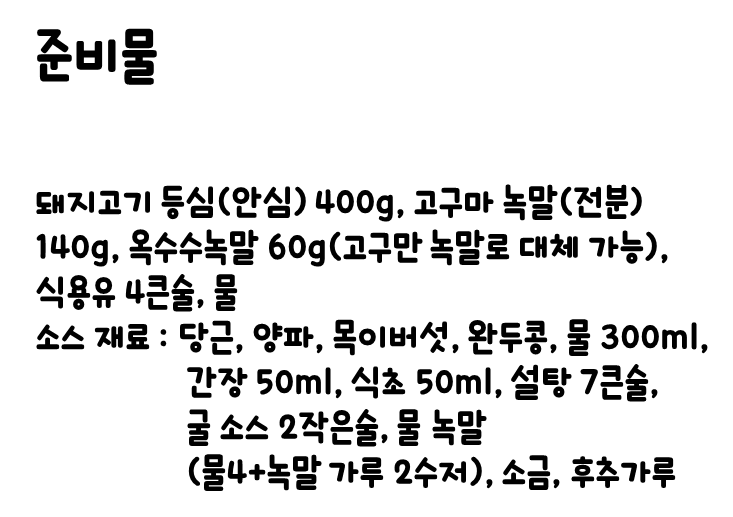 준비물
돼지고기 등심(안심) 400g, 고구마 녹말(전분)
140g, 옥수수녹말 60g(고구만 녹말로 대체 가능),
식용유 4큰술, 물
소스 재료 : 당근, 양파, 목이버섯, 완두콩, 물 300ml,
간장 50ml, 식초 50ml, 설탕 7큰술,
굴 소스 2작은술, 물 녹말
(물4+녹말 가루 2수저), 소금, 후추가루